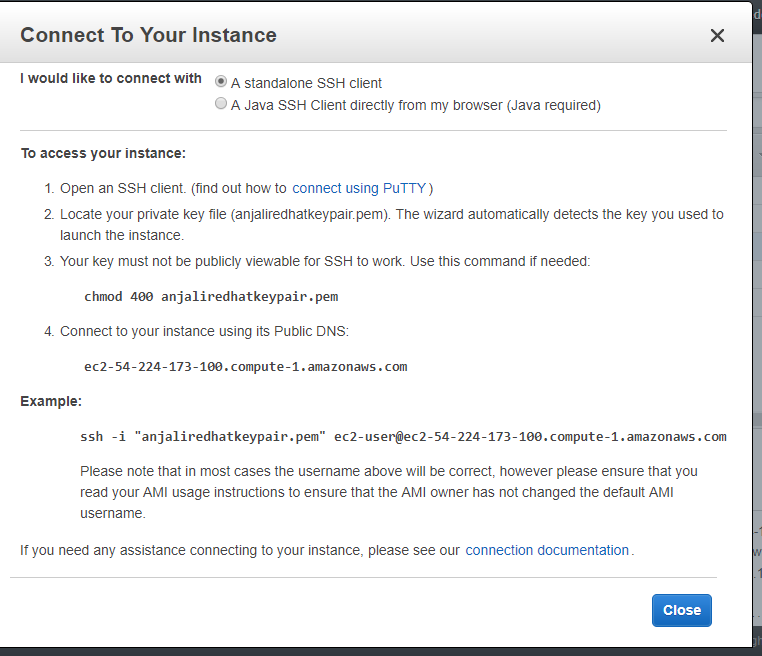 Connect To Your Instance
I would like to connect with
A standalone SSH client
A Java SSH Client directly from my browser (Java required)
To access your instance:
1. Open an SSH client. (find out how to connect using PuTTY)
2. Locate your private key file (anjaliredhatkeypair.pem). The wizard automatically detects the key you used to
launch the instance.
3. Your key must not be publicly viewable for SSH to work. Use this command if needed:
chmod 400 anjaliredhatkeypair.pem
4. Connect to your instance using its Public DNS:
ec2-54-224-173-100.compute-1.amazonaws.com
Example:
ssh -i "anjaliredhatkeypair.pem" ec2-user@ec2-54-224-173-100.compute-1.amazonaws.com
Please note that in most cases the username above will be correct, however please ensure that you
read your AMI usage instructions to ensure that the AMI owner has not changed the default AMI
username.
If you need any assistance connecting to your instance, please see our connection documentation.
Close